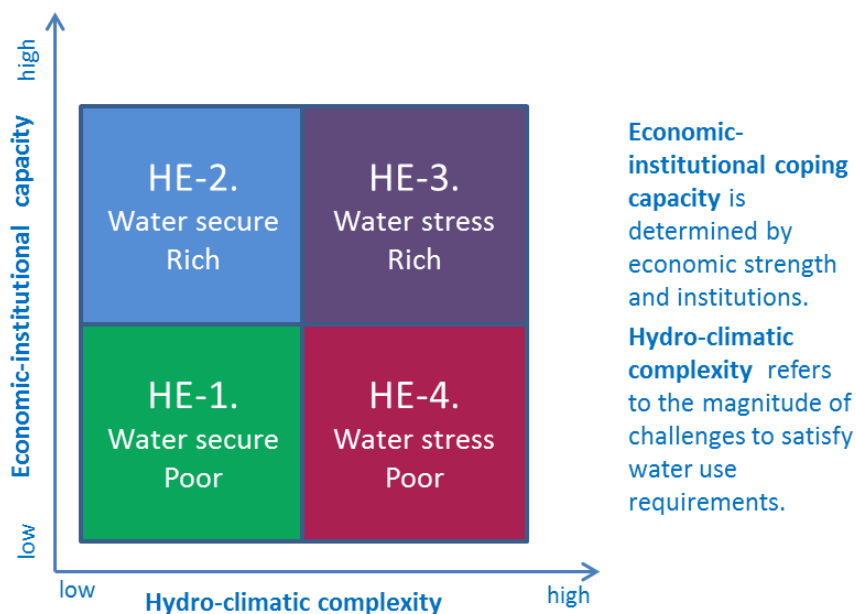 high
Economic-institutional capacity
low
HE-2.
Water secure
Rich
HE-3.
Water stress
Rich
HE-1.
Water secure
Poor
HE-4.
Water stress
Poor
low
Hydro-climatic complexity
high
Economic-
institutional coping
capacity is
determined by
economic strength
and institutions.
Hydro-climatic
complexity refers
to the magnitude of
challenges to satisfy
water use
requirements.